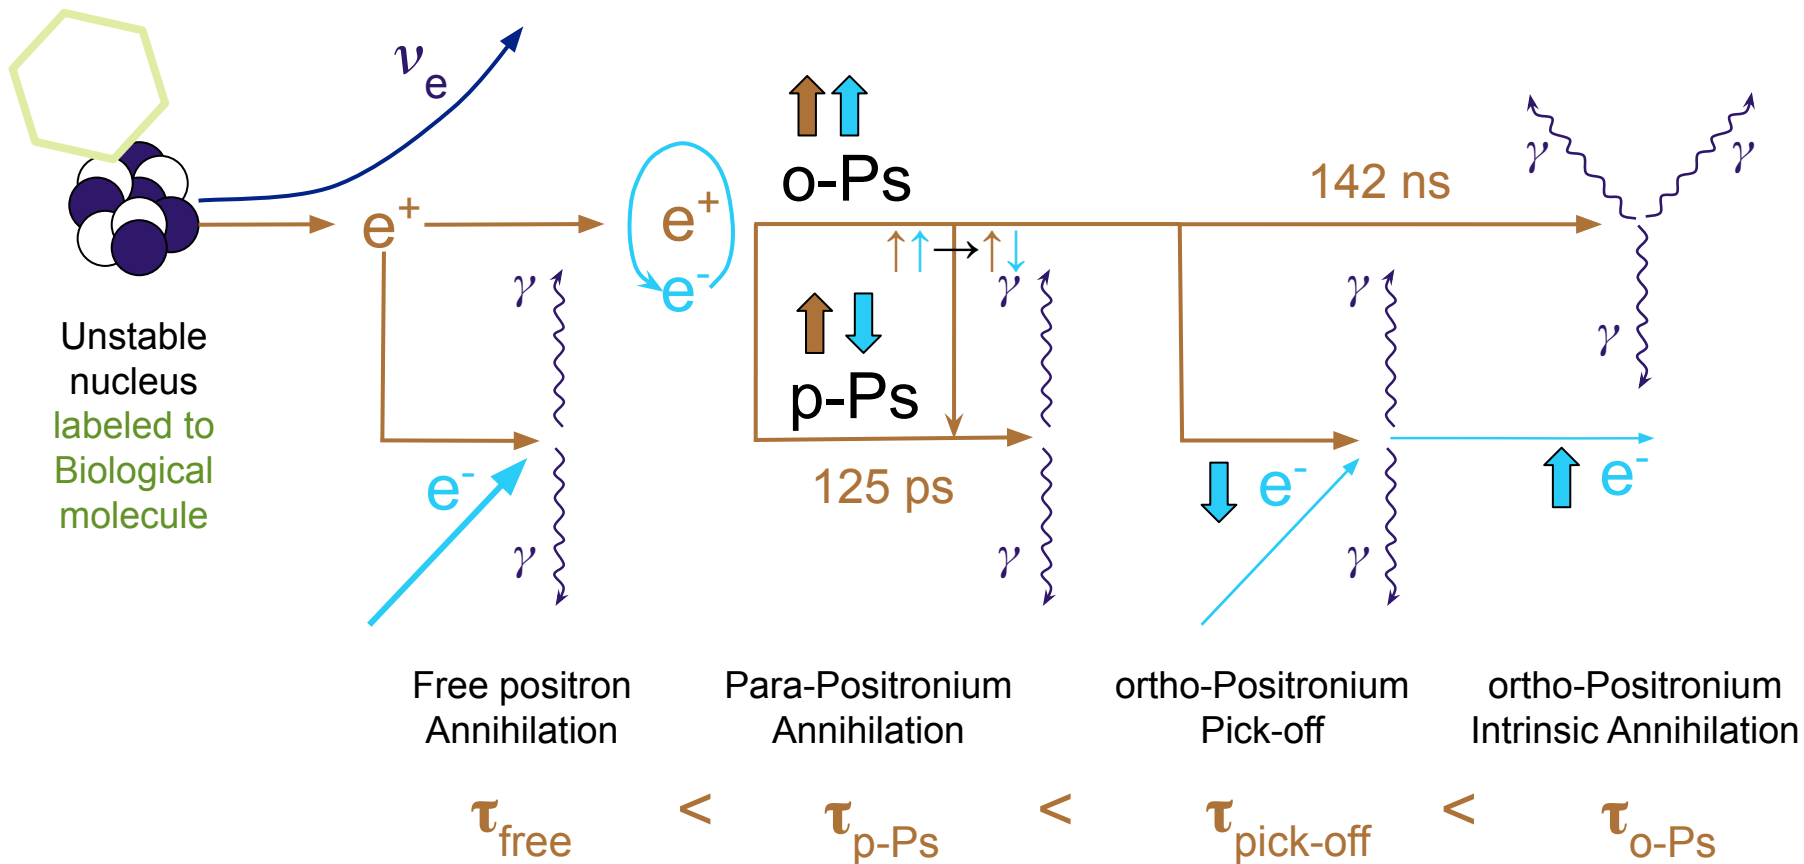 νe
o-Ps
142 ns
γ
γ
e+
e+
e-
↑↑→↑↓
γ
γ
γ
γ
p-Ps
125 ps
e-
e-
e-
γ
γ
γ
Unstable
nucleus
labeled to
Biological
molecule
Free positron
Annihilation
Para-Positronium
Annihilation
ortho-Positronium
Pick-off
ortho-Positronium
Intrinsic Annihilation
τfree < τp-Ps < τpick-off < τo-Ps